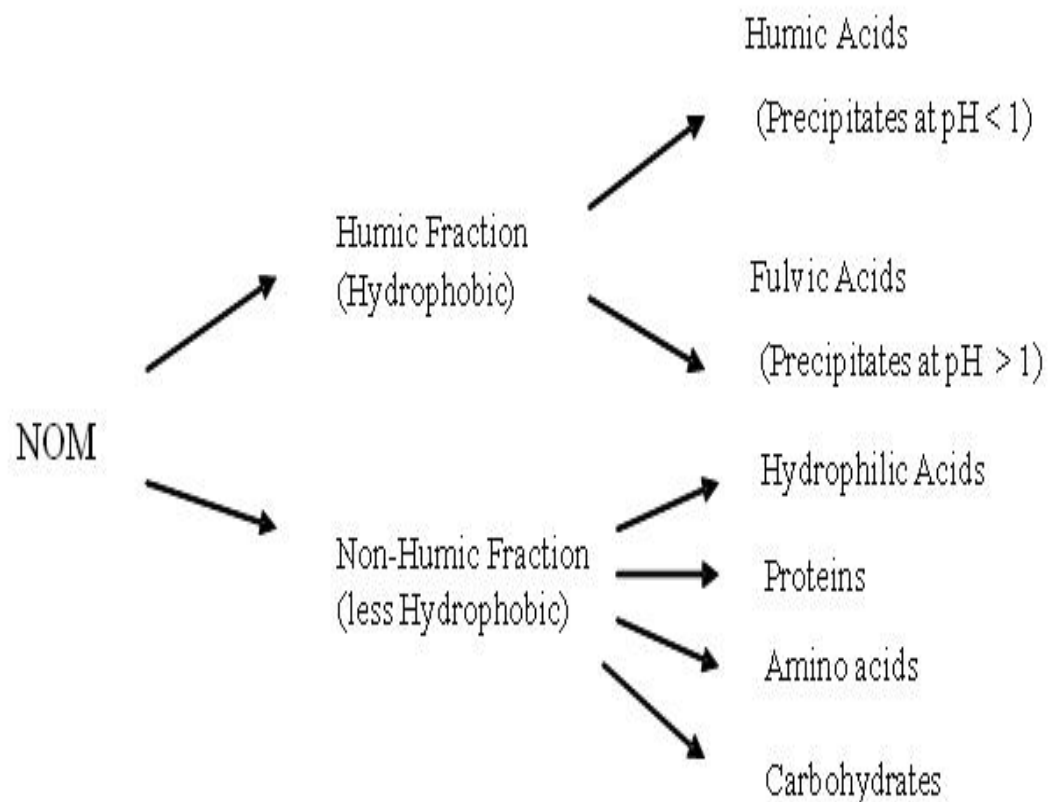 NOM
Humic Fraction
(Hydrophobic)
Humic Acids
(Precipitates at pH < 1)
Fulvic Acids
(Precipitates at pH > 1)
Non-Humic Fraction
(less Hydrophobic)
Hydrophilic Acids
Proteins
Amino acids
Carbohydrates